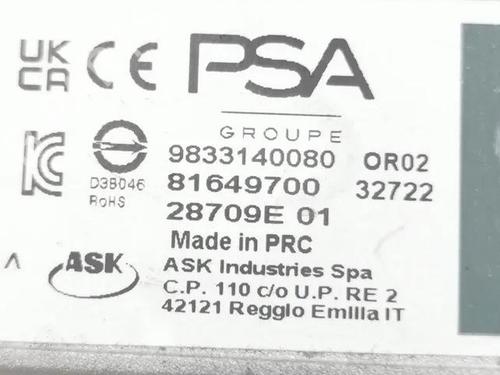 UK
CA CE PSA
GROUPE
KC
D3B046
RoHS
9833140080 OR02
81649700 32722
28709E 01
Made in PRC
ASK
ASK Industries Spa
C.P. 110 c/o U.P. RE 2
42121 Reggio Emilia IT